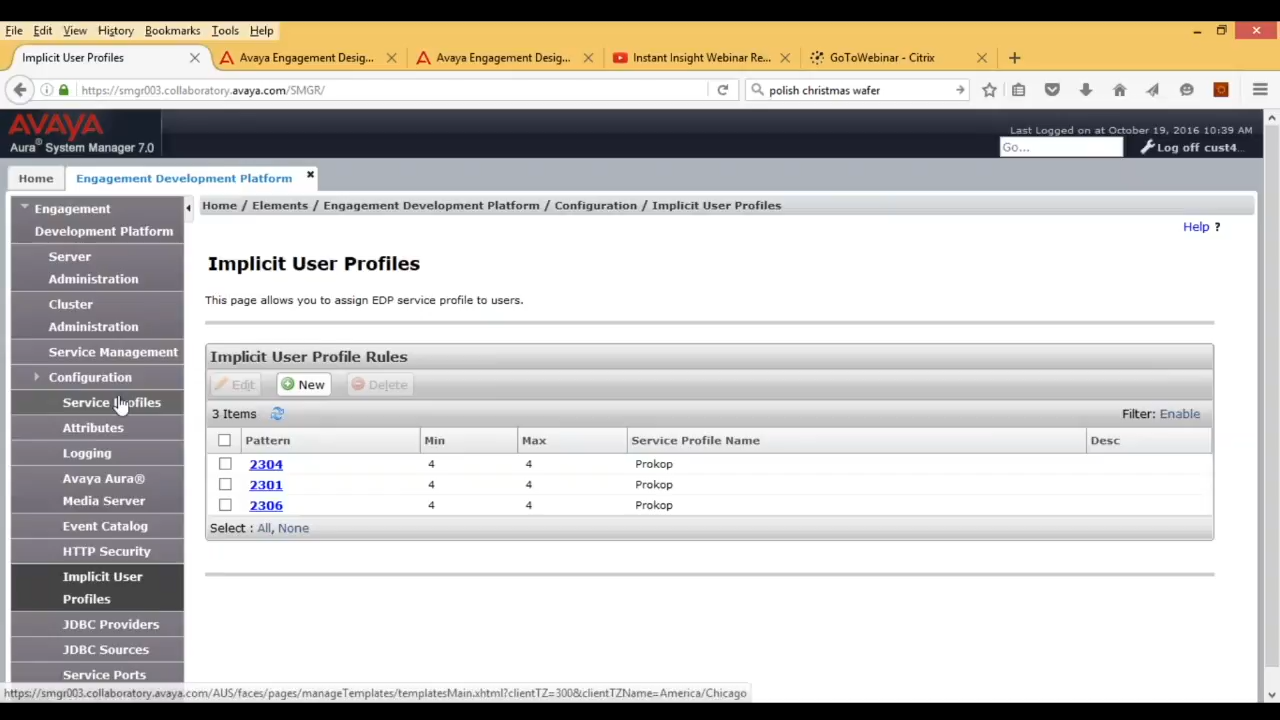 File Edit View History Bookmarks Tools Help
Implicit User Profiles
Avaya Engagement Desig...
Avaya Engagement Desig...
Instant Insight Webinar Re...
GoToWebinar - Citrix
https://smgr003.collaboratory.avaya.com/SMGR/
polish christmas wafer
AVAYA
Aura® System Manager 7.0
Last Logged on at October 19, 2016 10:39 AM
Go...
Log off cust4...
Home
Engagement Development Platform
Engagement
Development Platform
Server
Administration
Cluster
Administration
Service Management
Configuration
Service Profiles
Attributes
Logging
Avaya Aura®
Media Server
Event Catalog
HTTP Security
Implicit User
Profiles
JDBC Providers
JDBC Sources
Service Ports
Home / Elements / Engagement Development Platform / Configuration / Implicit User Profiles
Help ?
Implicit User Profiles
This page allows you to assign EDP service profile to users.
Implicit User Profile Rules
Edit New Delete
3 Items
Filter: Enable
Pattern Min Max Service Profile Name Desc
2304 4 4 Prokop
2301 4 4 Prokop
2306 4 4 Prokop
Select : All, None
https://smgr003.collaboratory.avaya.com/AUS/faces/pages/manageTemplates/templatesMain.xhtml?clientTZ=300&clientTZName=America/Chicago